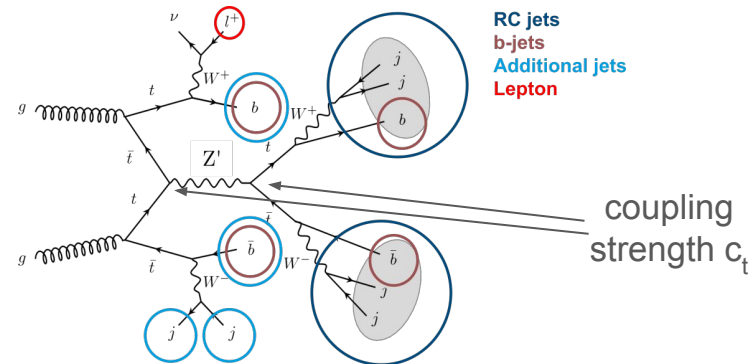 ν
l⁺
RC jets
b-jets
Additional jets
Lepton
W⁺
j
j
t
b
W⁺
b
g
t
t̄
Z'
t
t̄
coupling
strength cₜ
g
t̄
b̄
W⁻
W⁻
b̄
j
j
j
j